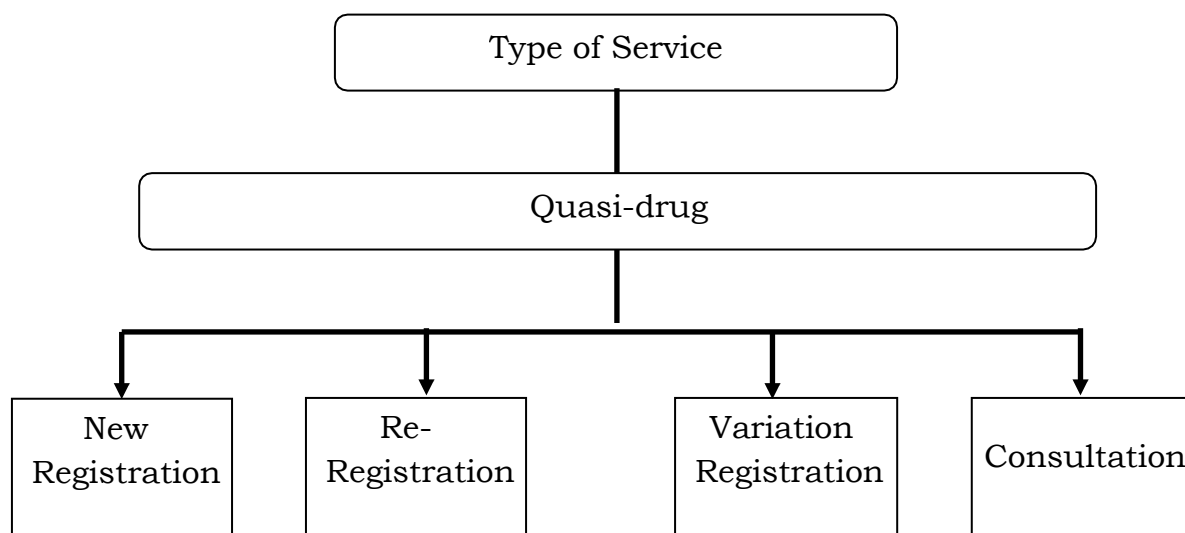 Type of Service
Quasi-drug
New
Registration
Re-
Registration
Variation
Registration
Consultation